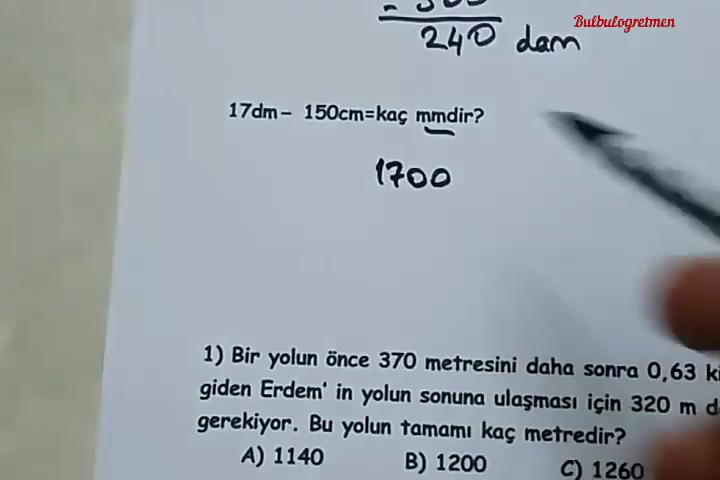 Bulbulogretmen
240 dam
17dm- 150cm=kaç mmdir?
1700
1) Bir yolun önce 370 metresini daha sonra 0,63
giden Erdem' in yolun sonuna ulaşması için 320 m
gerekiyor. Bu yolun tamamı kaç metredir?
A) 1140 B) 1200 C) 1260